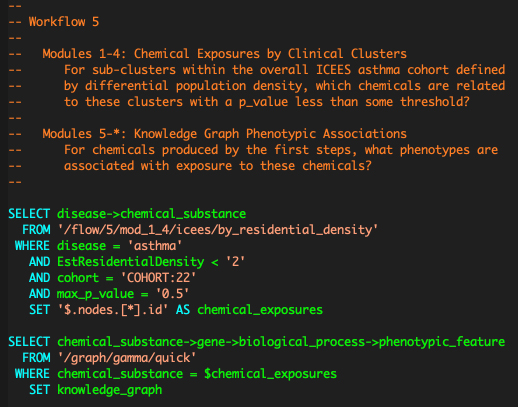 --
-- Workflow 5
--
--   Modules 1-4: Chemical Exposures by Clinical Clusters
--      For sub-clusters within the overall ICEES asthma cohort defined
--      by differential population density, which chemicals are related
--      to these clusters with a p_value less than some threshold?
--
--   Modules 5-*: Knowledge Graph Phenotypic Associations
--      For chemicals produced by the first steps, what phenotypes are
--      associated with exposure to these chemicals?
--
SELECT disease->chemical_substance
  FROM '/flow/5/mod_1_4/icees/by_residential_density'
 WHERE disease = 'asthma'
   AND EstResidentialDensity < '2'
   AND cohort = 'COHORT:22'
   AND max_p_value = '0.5'
   SET '$.nodes.[*].id' AS chemical_exposures
SELECT chemical_substance->gene->biological_process->phenotypic_feature
  FROM '/graph/gamma/quick'
 WHERE chemical_substance = $chemical_exposures
   SET knowledge_graph